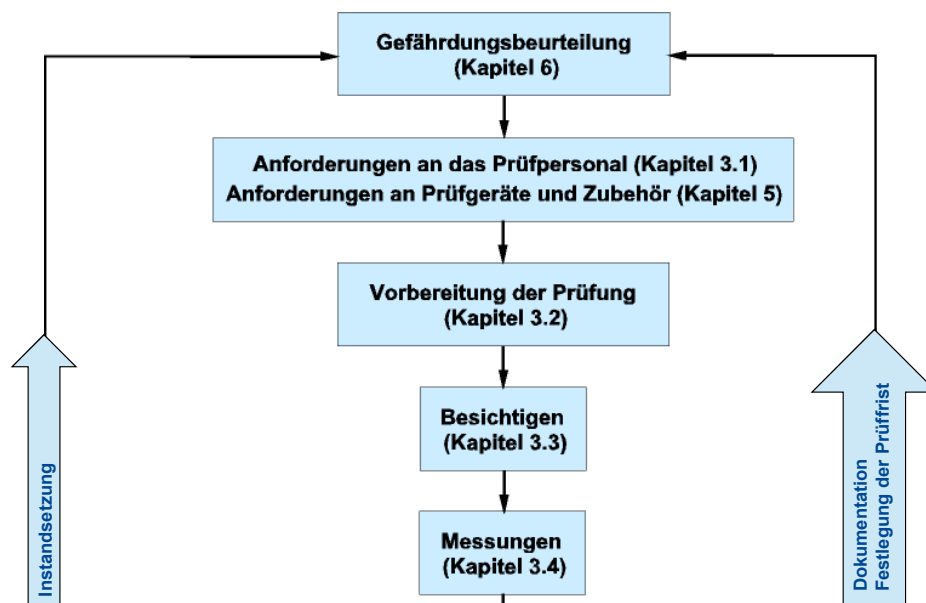 Gefährdungsbeurteilung
(Kapitel 6)
Anforderungen an das Prüfpersonal (Kapitel 3.1)
Anforderungen an Prüfgeräte und Zubehör (Kapitel 5)
Vorbereitung der Prüfung
(Kapitel 3.2)
Besichtigen
(Kapitel 3.3)
Messungen
(Kapitel 3.4)
Instandsetzung
Dokumentation
Festlegung der Prüffrist